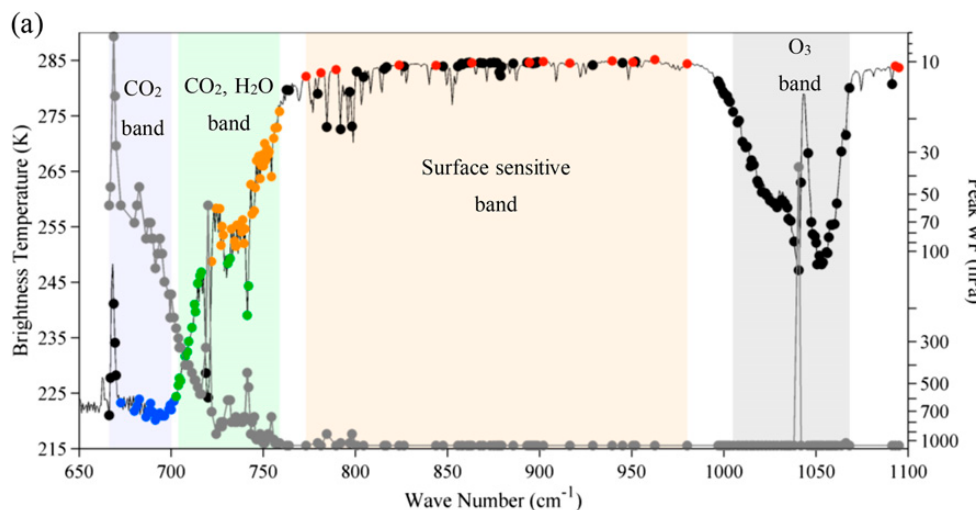 (a)
285
275
265
255
245
235
225
215
Brightness Temperature (K)
CO2
band
CO2, H2O
band
Surface sensitive
band
O3
band
10
30
50
70
100
300
500
700
1000
Peak WF (hPa)
650 700 750 800 850 900 950 1000 1050 1100
Wave Number (cm-1)